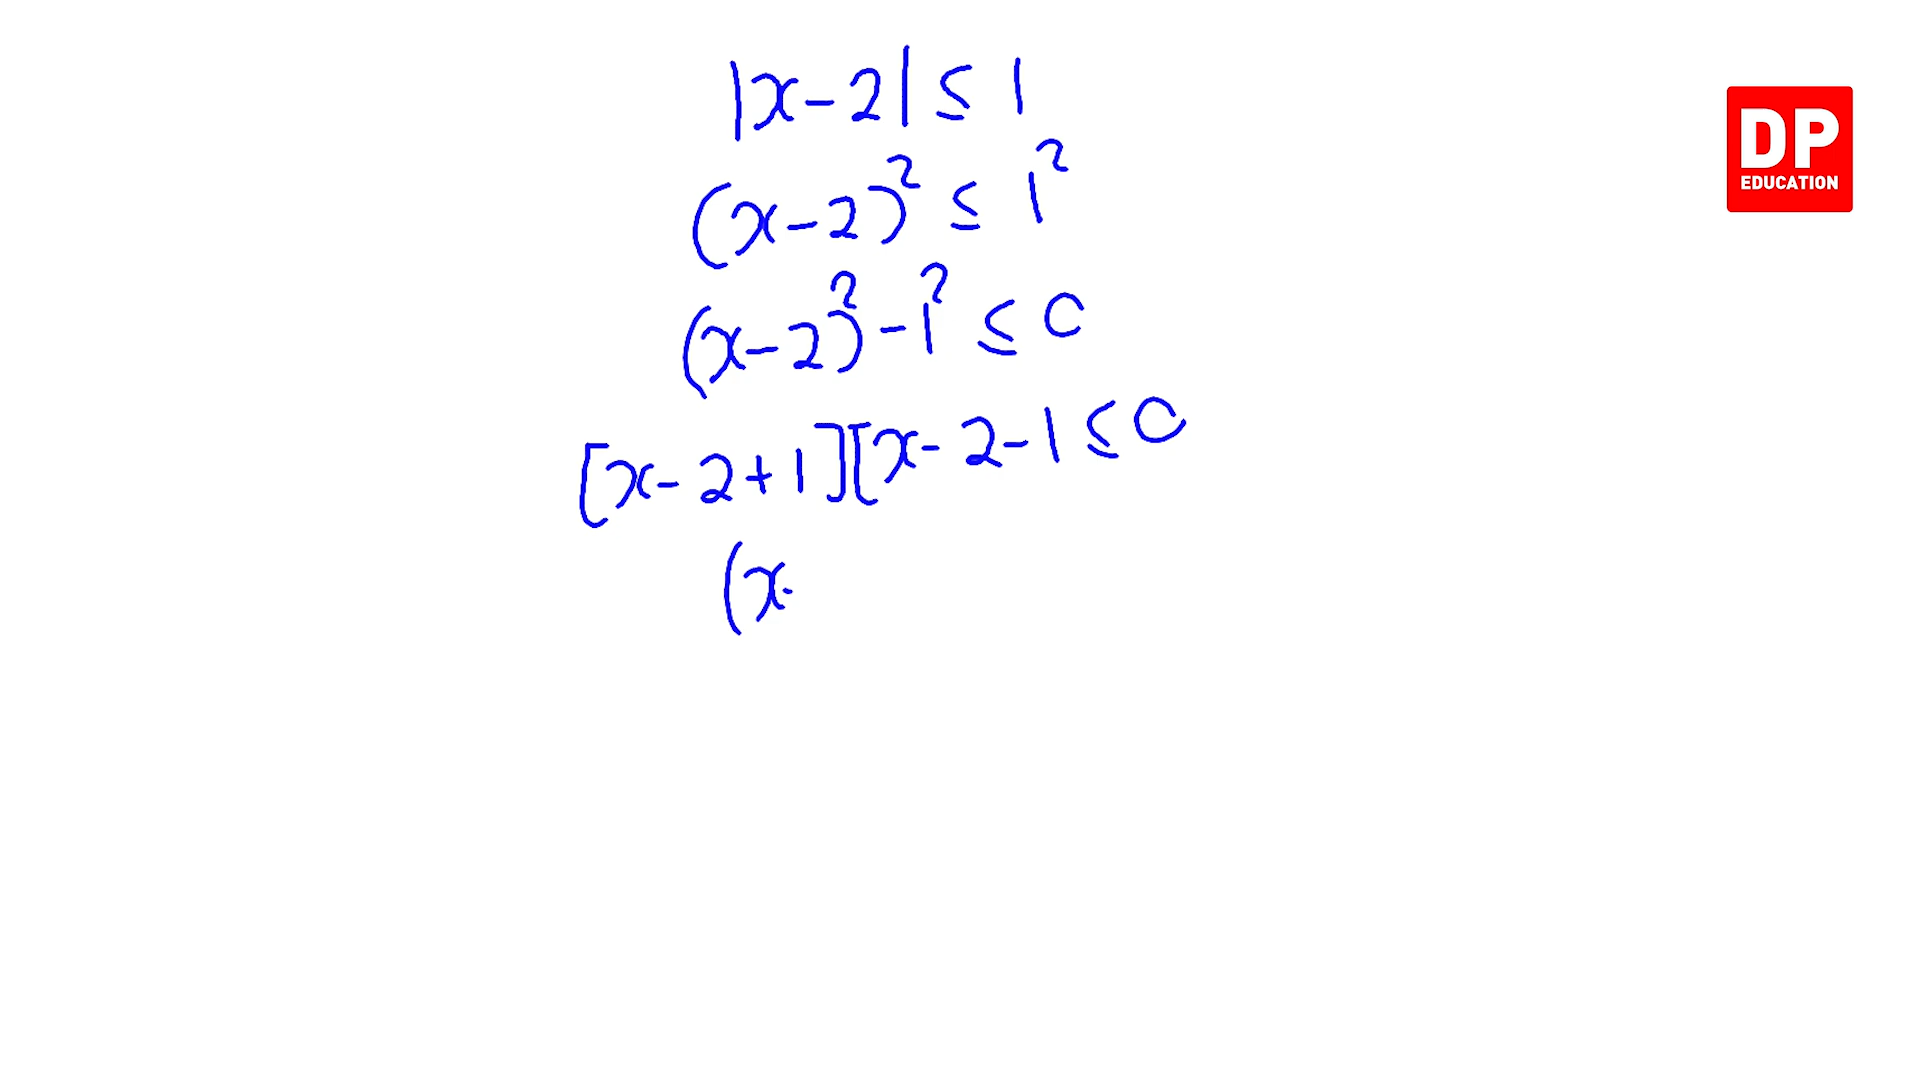 |x-2| ≤ 1
(x-2)² ≤ 1²
(x-2)²-1² ≤ 0
[x-2+1][x-2-1 ≤ 0
(x-
DP
EDUCATION